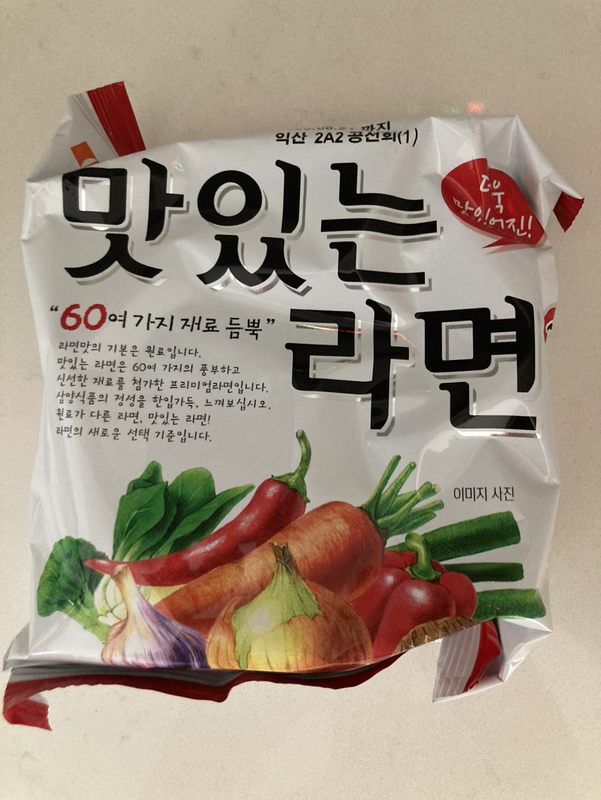 까지
익산 2A2 공선회(1)
더욱
맛있어진!
맛있는
라면
"60여 가지 재료 듬뿍"
라면맛의 기본은 원료입니다.
맛있는 라면은 60여 가지의 풍부하고
신선한 재료를 첨가한 프리미엄라면입니다.
삼양식품의 정성을 한입가득, 느껴보십시오.
원료가 다른 라면, 맛있는 라면!
라면의 새로운 선택 기준입니다.
이미지 사진